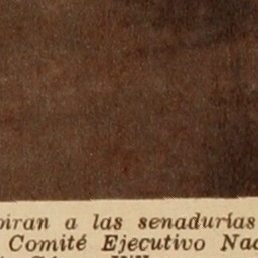 piran a las senadurías
Comité Ejecutivo Nac